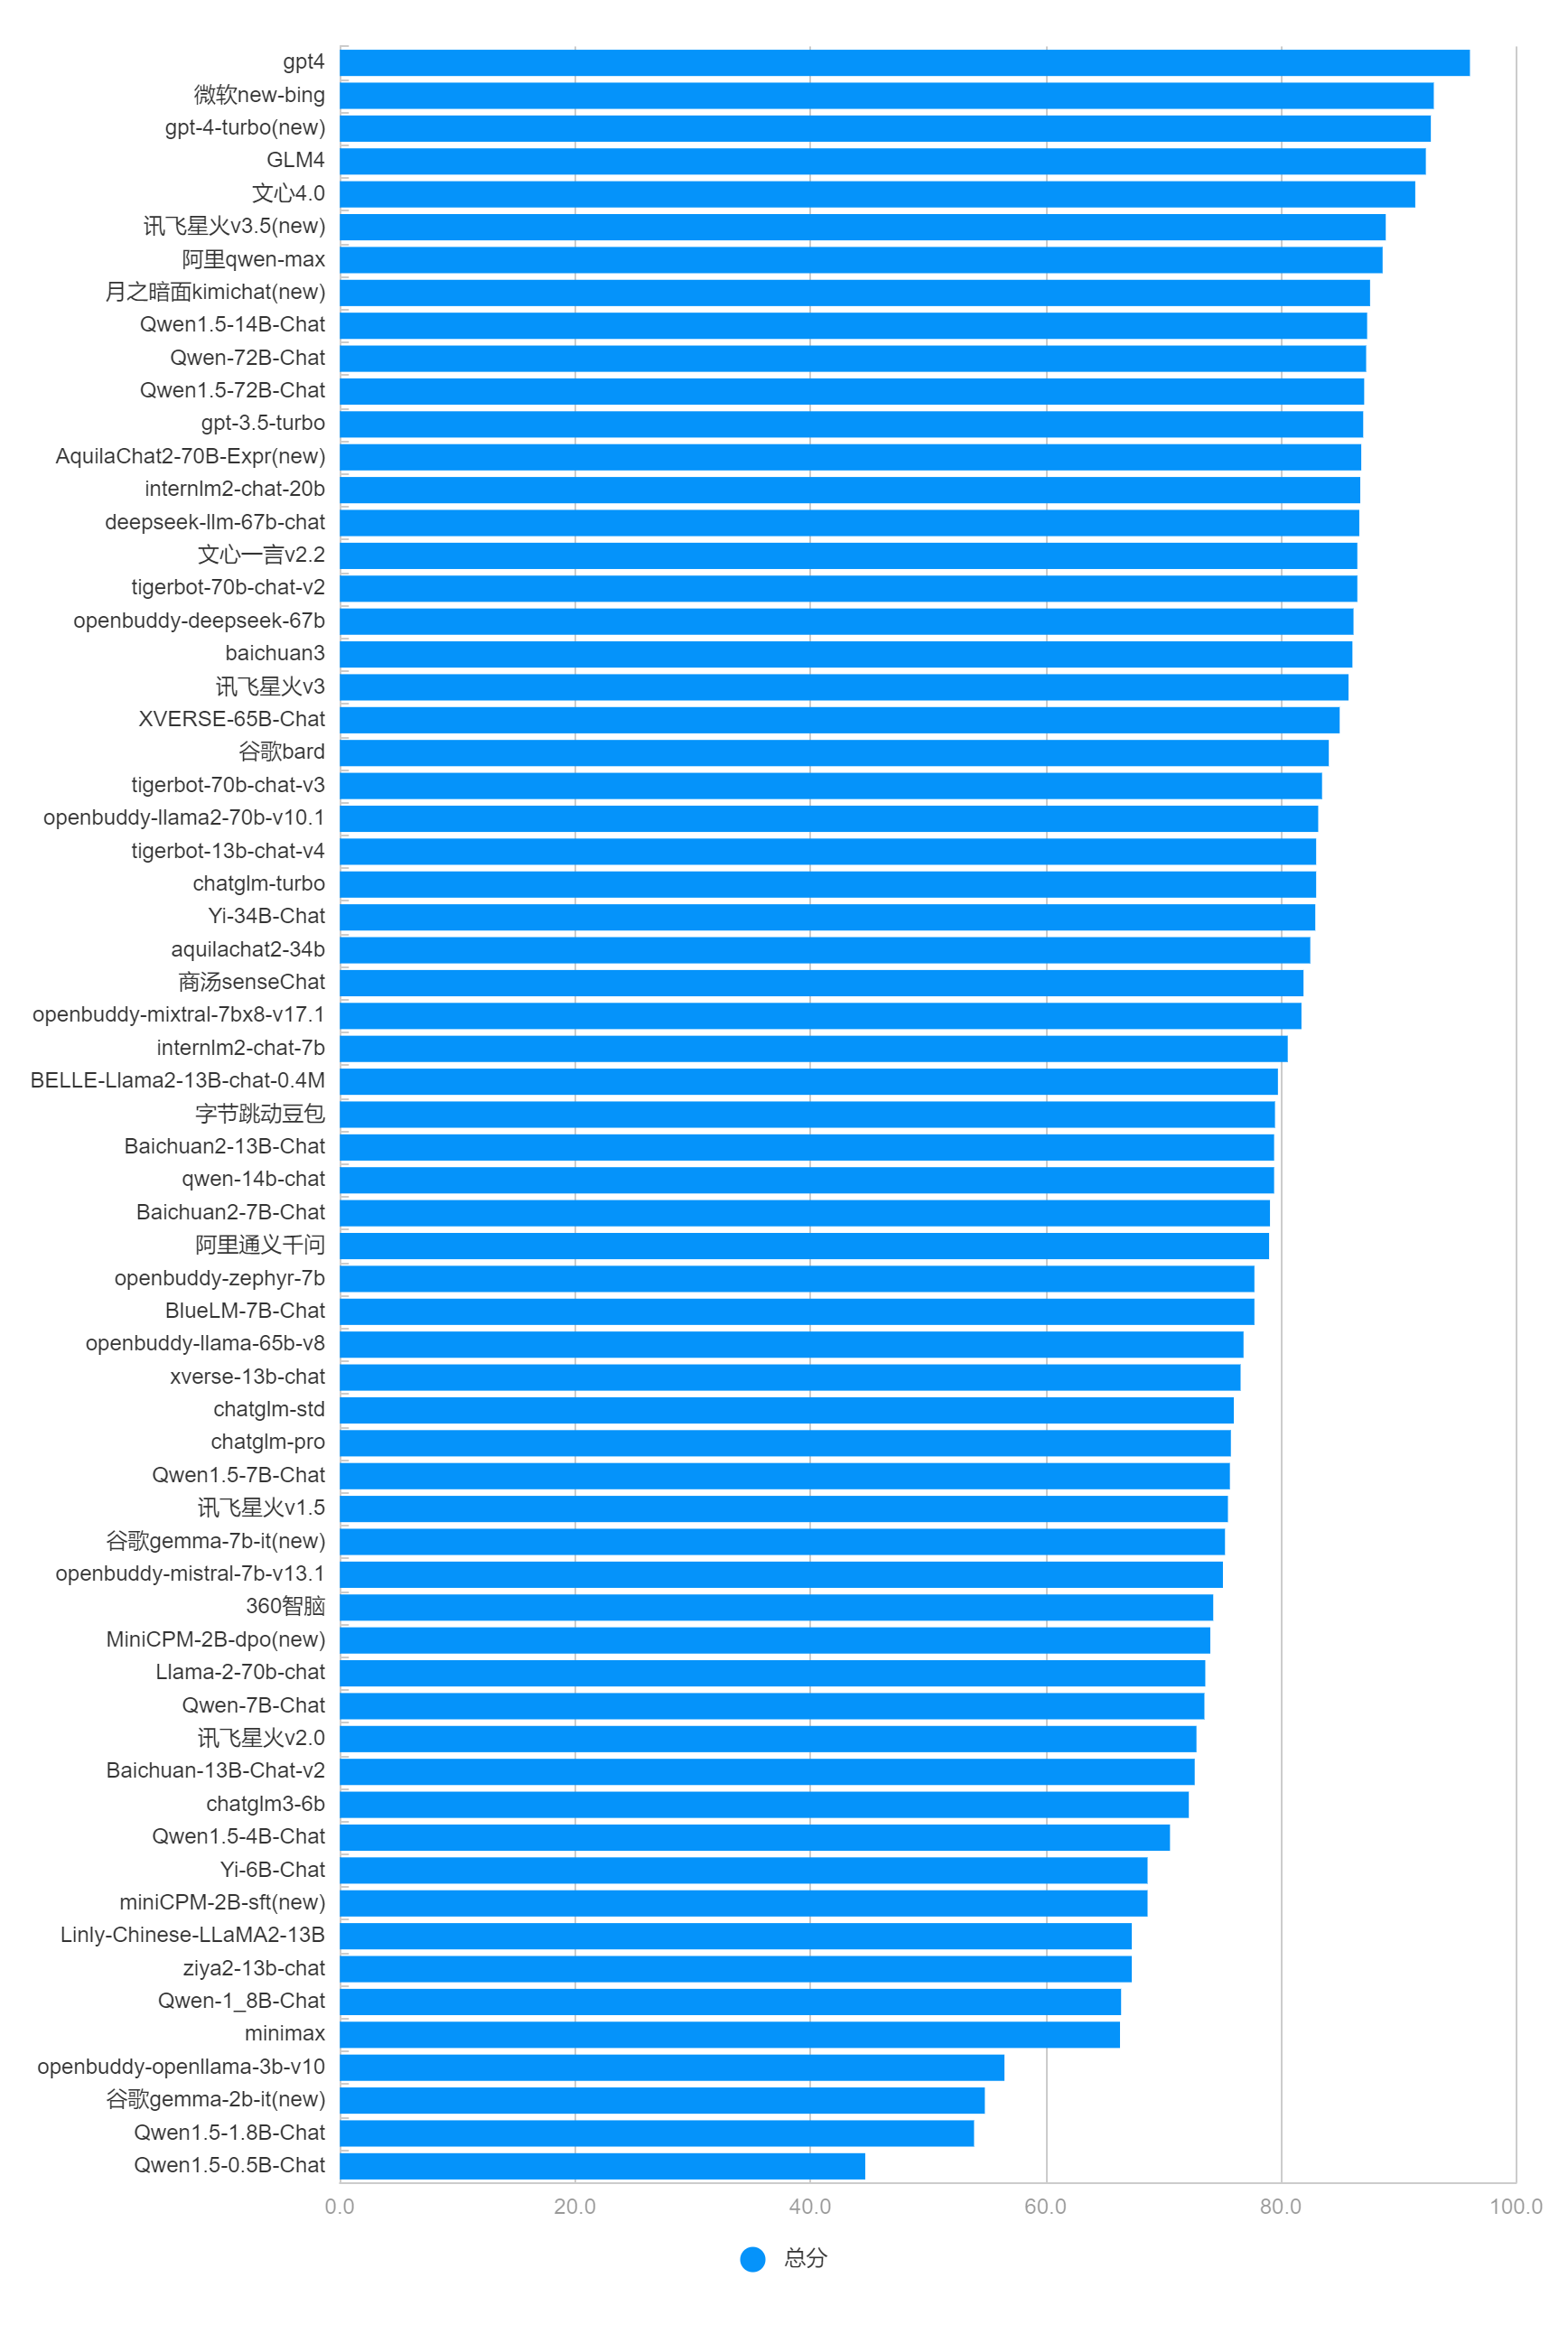 gpt4
微软new-bing
gpt-4-turbo(new)
GLM4
文心4.0
讯飞星火v3.5(new)
阿里qwen-max
月之暗面kimichat(new)
Qwen1.5-14B-Chat
Qwen-72B-Chat
Qwen1.5-72B-Chat
gpt-3.5-turbo
AquilaChat2-70B-Expr(new)
internlm2-chat-20b
deepseek-llm-67b-chat
文心一言v2.2
tigerbot-70b-chat-v2
openbuddy-deepseek-67b
baichuan3
讯飞星火v3
XVERSE-65B-Chat
谷歌bard
tigerbot-70b-chat-v3
openbuddy-llama2-70b-v10.1
tigerbot-13b-chat-v4
chatglm-turbo
Yi-34B-Chat
aquilachat2-34b
商汤senseChat
openbuddy-mixtral-7bx8-v17.1
internlm2-chat-7b
BELLE-Llama2-13B-chat-0.4M
字节跳动豆包
Baichuan2-13B-Chat
qwen-14b-chat
Baichuan2-7B-Chat
阿里通义千问
openbuddy-zephyr-7b
BlueLM-7B-Chat
openbuddy-llama-65b-v8
xverse-13b-chat
chatglm-std
chatglm-pro
Qwen1.5-7B-Chat
讯飞星火v1.5
谷歌gemma-7b-it(new)
openbuddy-mistral-7b-v13.1
360智脑
MiniCPM-2B-dpo(new)
Llama-2-70b-chat
Qwen-7B-Chat
讯飞星火v2.0
Baichuan-13B-Chat-v2
chatglm3-6b
Qwen1.5-4B-Chat
Yi-6B-Chat
miniCPM-2B-sft(new)
Linly-Chinese-LLaMA2-13B
ziya2-13b-chat
Qwen-1_8B-Chat
minimax
openbuddy-openllama-3b-v10
谷歌gemma-2b-it(new)
Qwen1.5-1.8B-Chat
Qwen1.5-0.5B-Chat
0.0 20.0 40.0 60.0 80.0 100.0
总分